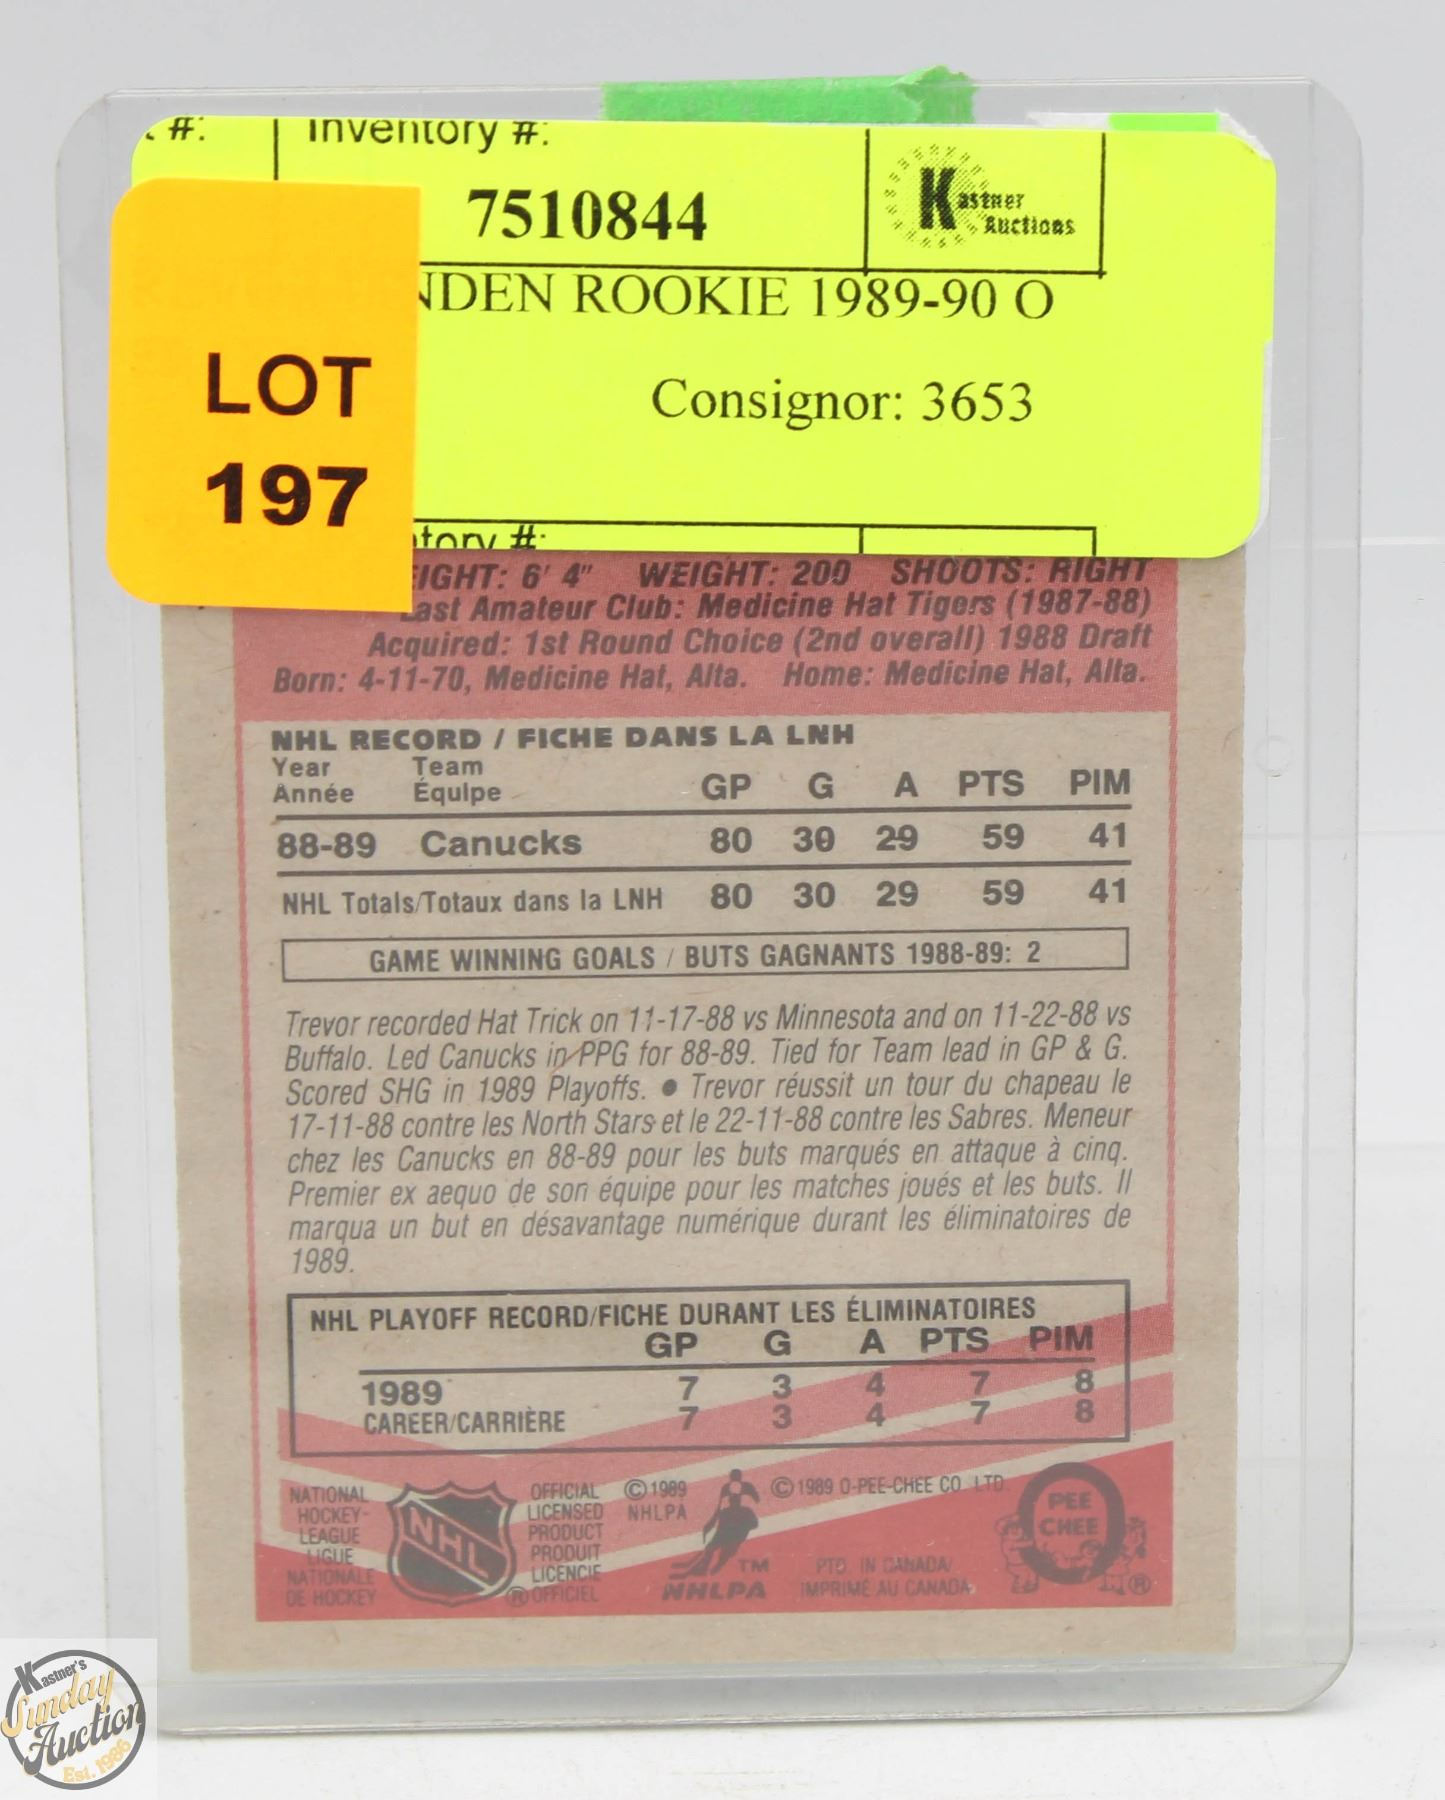 #:
Inventory #:
7510844
Kastner
Auctions
NDEN ROOKIE 1989-90 O
LOT
197
Consignor: 3653
tory #:
IGHT: 6' 4" WEIGHT: 200 SHOOTS: RIGHT
Last Amateur Club: Medicine Hat Tigers (1987-88)
Acquired: 1st Round Choice (2nd overall) 1988 Draft
Born: 4-11-70, Medicine Hat, Alta. Home: Medicine Hat, Alta.
NHL RECORD / FICHE DANS LA LNH
Year Team
Année Équipe GP G A PTS PIM
88-89 Canucks 80 30 29 59 41
NHL Totals/Totaux dans la LNH 80 30 29 59 41
GAME WINNING GOALS / BUTS GAGNANTS 1988-89: 2
Trevor recorded Hat Trick on 11-17-88 vs Minnesota and on 11-22-88 vs
Buffalo. Led Canucks in PPG for 88-89. Tied for Team lead in GP & G.
Scored SHG in 1989 Playoffs. ● Trevor réussit un tour du chapeau le
17-11-88 contre les North Stars et le 22-11-88 contre les Sabres. Meneur
chez les Canucks en 88-89 pour les buts marqués en attaque à cinq.
Premier ex aequo de son équipe pour les matches joués et les buts. Il
marqua un but en désavantage numérique durant les éliminatoires de
1989.
NHL PLAYOFF RECORD/FICHE DURANT LES ÉLIMINATOIRES
GP G A PTS PIM
1989 7 3 4 7 8
CAREER/CARRIÈRE 7 3 4 7 8
NATIONAL
HOCKEY
LEAGUE
LIGUE
NATIONALE
DE HOCKEY
NHL
OFFICIAL
LICENSED
PRODUCT
PRODUIT
LICENCIE
® OFFICIEL
© 1989
NHLPA
TM
NHLPA
© 1989 O-PEE-CHEE CO. LTD.
PTD. IN CANADA/
IMPRIMÉ AU CANADA
O
PEE
CHEE
®
Kastner's
Sunday
Auction
Est. 1986